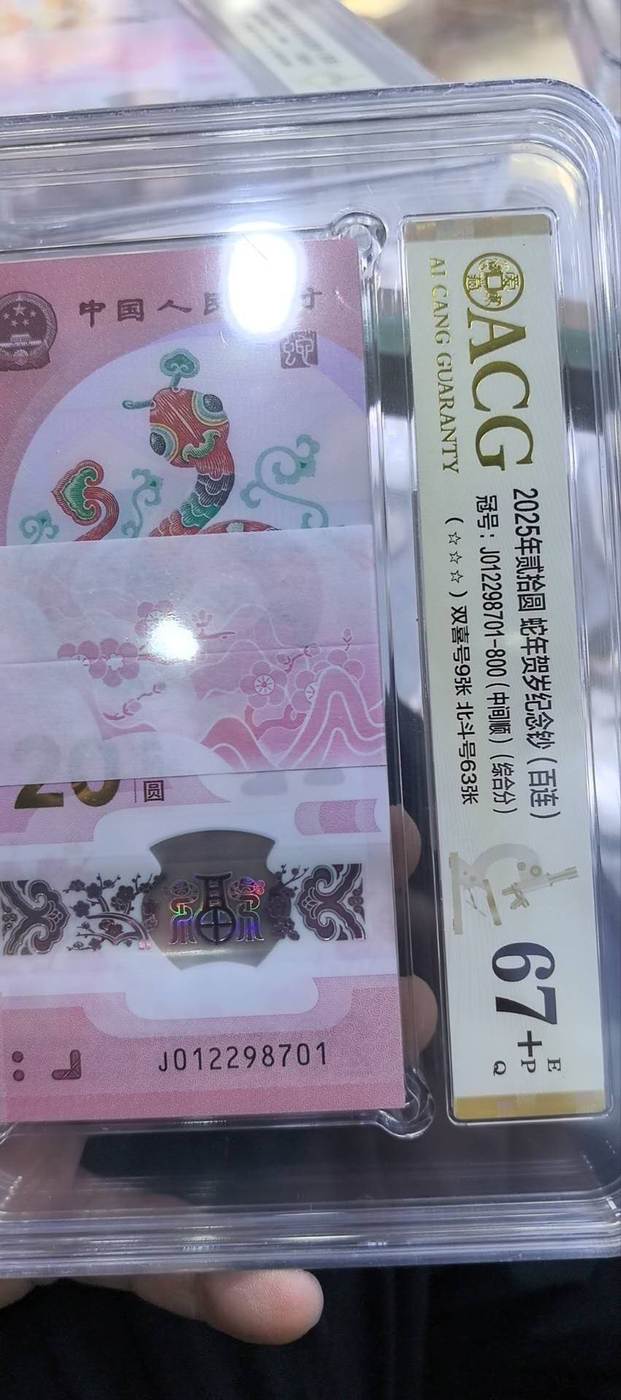 中国人民
蛇
20
圆
J012298701
ACG
AI CANG GUARANTY
2025年贰拾圆 蛇年贺岁纪念钞（百连）
冠号：J012298701-800（中间顺）（综合分）
（☆☆☆）双喜号9张 北斗号63张
67+
E
P
Q